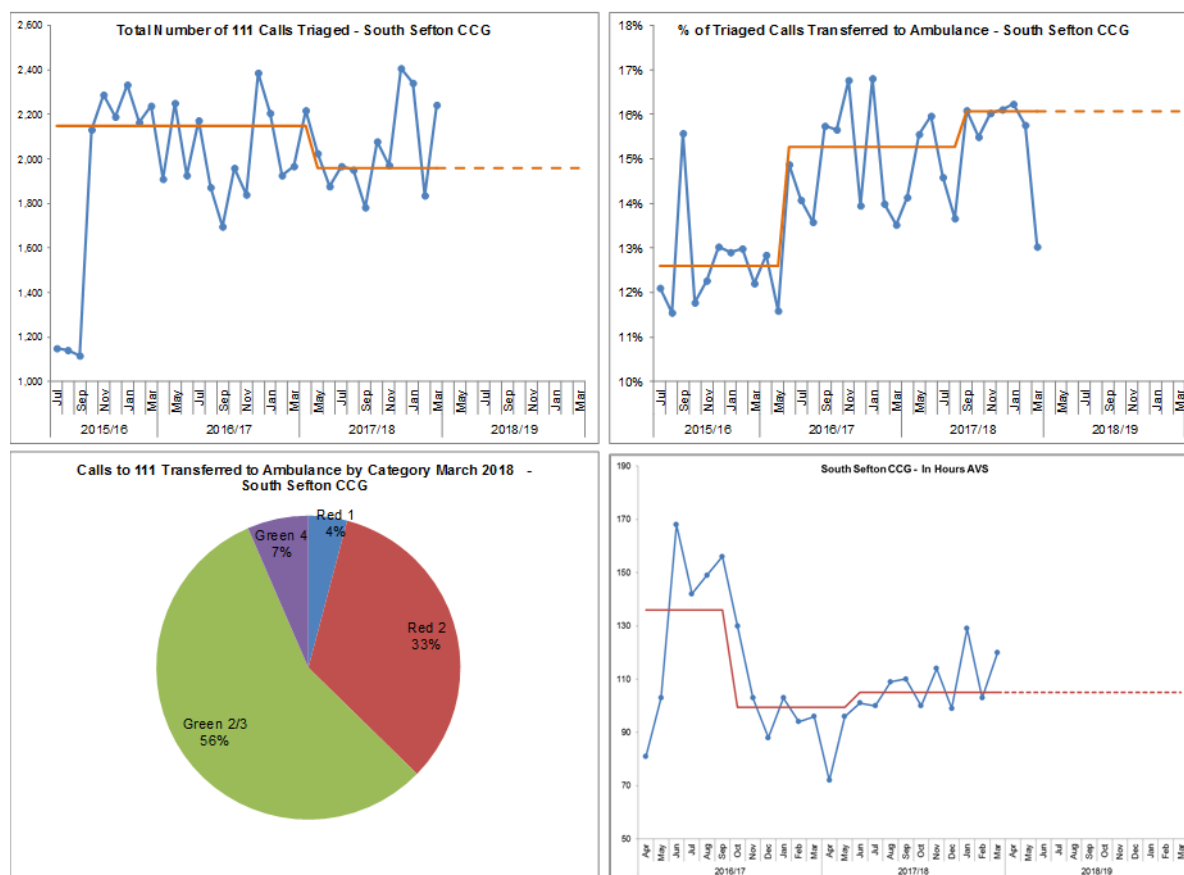 Total Number of 111 Calls Triaged - South Sefton CCG
2,600
2,400
2,200
2,000
1,800
1,600
1,400
1,200
1,000
Jul Sep Nov Jan Mar May Jul Sep Nov Jan Mar May Jul Sep Nov Jan Mar May Jul Sep Nov Jan Mar
2015/16 2016/17 2017/18 2018/19
% of Triaged Calls Transferred to Ambulance - South Sefton CCG
18%
17%
16%
15%
14%
13%
12%
11%
10%
Jul Sep Nov Jan Mar May Jul Sep Nov Jan Mar May Jul Sep Nov Jan Mar May Jul Sep Nov Jan Mar
2015/16 2016/17 2017/18 2018/19
Calls to 111 Transferred to Ambulance by Category March 2018 -
South Sefton CCG
Red 1
4%
Green 4
7%
Red 2
33%
Green 2/3
56%
South Sefton CCG - In Hours AVS
190
170
150
130
110
90
70
50
Apr May Jun Jul Aug Sep Oct Nov Dec Jan Feb Mar Apr May Jun Jul Aug Sep Oct Nov Dec Jan Feb Mar Apr May Jun Jul Aug Sep Oct Nov Dec Jan Feb Mar
2016/17 2017/18 2018/19